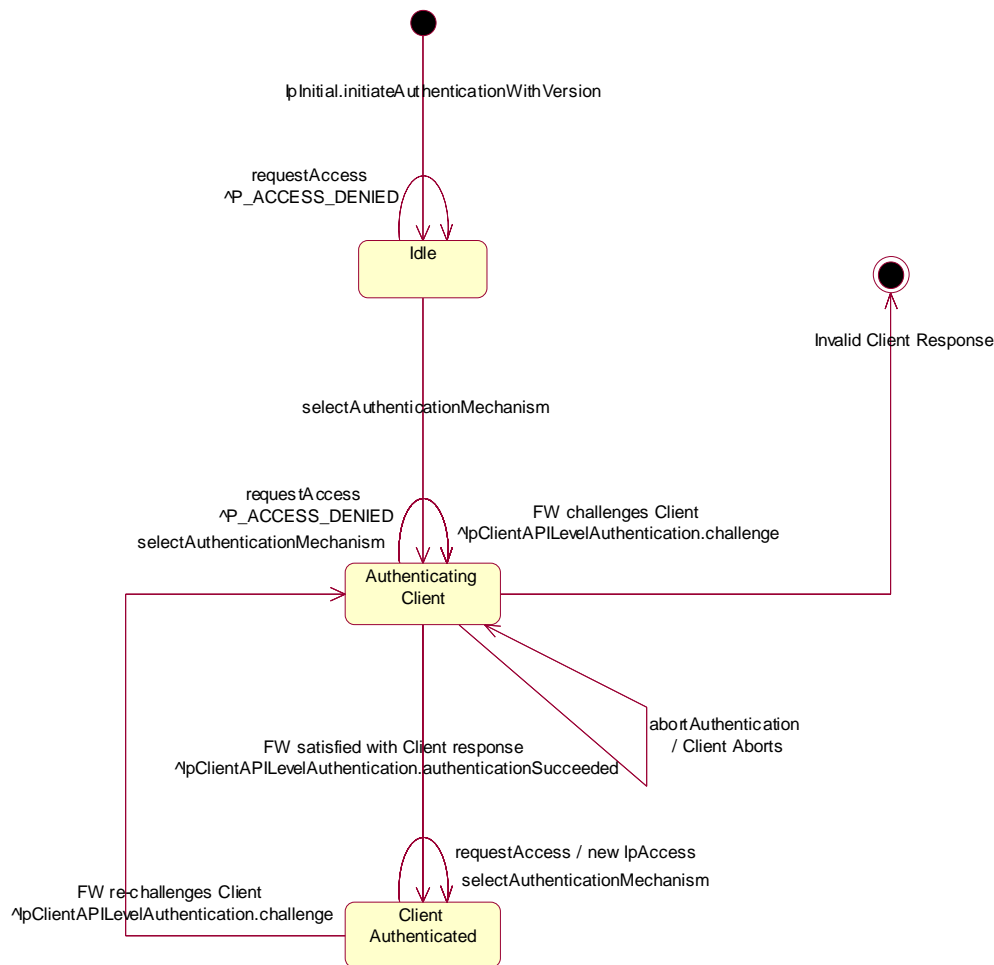 IpInitial.initiateAuthenticationWithVersion
requestAccess
^P_ACCESS_DENIED
Idle
Invalid Client Response
selectAuthenticationMechanism
requestAccess
^P_ACCESS_DENIED
selectAuthenticationMechanism
FW challenges Client
^IpClientAPILevelAuthentication.challenge
Authenticating
Client
abortAuthentication
/ Client Aborts
FW satisfied with Client response
^IpClientAPILevelAuthentication.authenticationSucceeded
requestAccess / new IpAccess
selectAuthenticationMechanism
FW re-challenges Client
^IpClientAPILevelAuthentication.challenge
Client
Authenticated